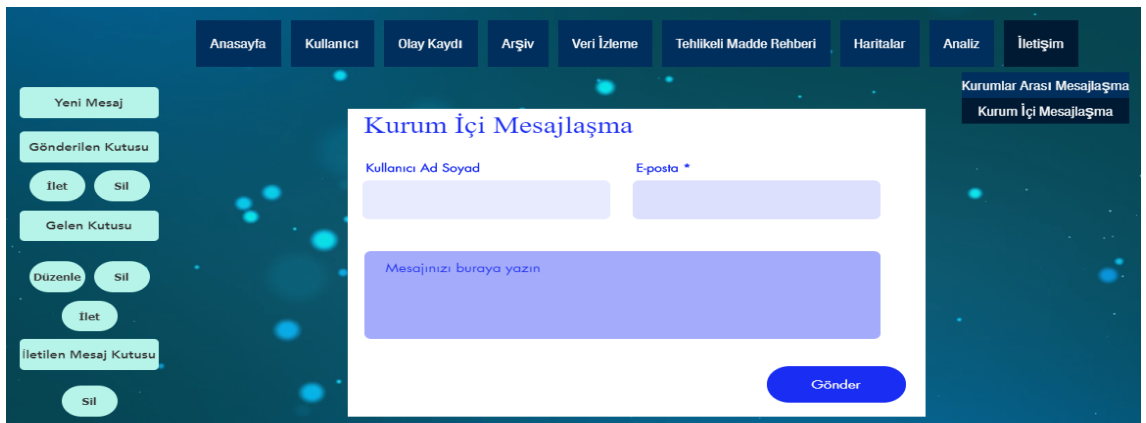 Anasayfa Kullanıcı Olay Kaydı Arşiv Veri İzleme Tehlikeli Madde Rehberi Haritalar Analiz İletişim
Kurumlar Arası Mesajlaşma
Kurum İçi Mesajlaşma
Yeni Mesaj
Gönderilen Kutusu
İlet Sil
Gelen Kutusu
Düzenle Sil
İlet
İletilen Mesaj Kutusu
Sil
Kurum İçi Mesajlaşma
Kullanıcı Ad Soyad E-posta *
Mesajınızı buraya yazın
Gönder